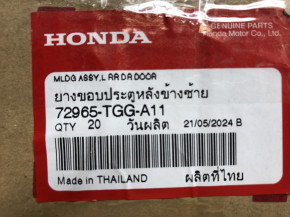 GENUINE PARTS
Honda Motor Co., Ltd.
HONDA
MLDG ASSY,L RR DR DOOR
ยางขอบประตูหลังข้างซ้าย
72965-TGG-A11
QTY 20 วันผลิต 21/05/2024 B
Made in THAILAND ผลิตที่ไทย